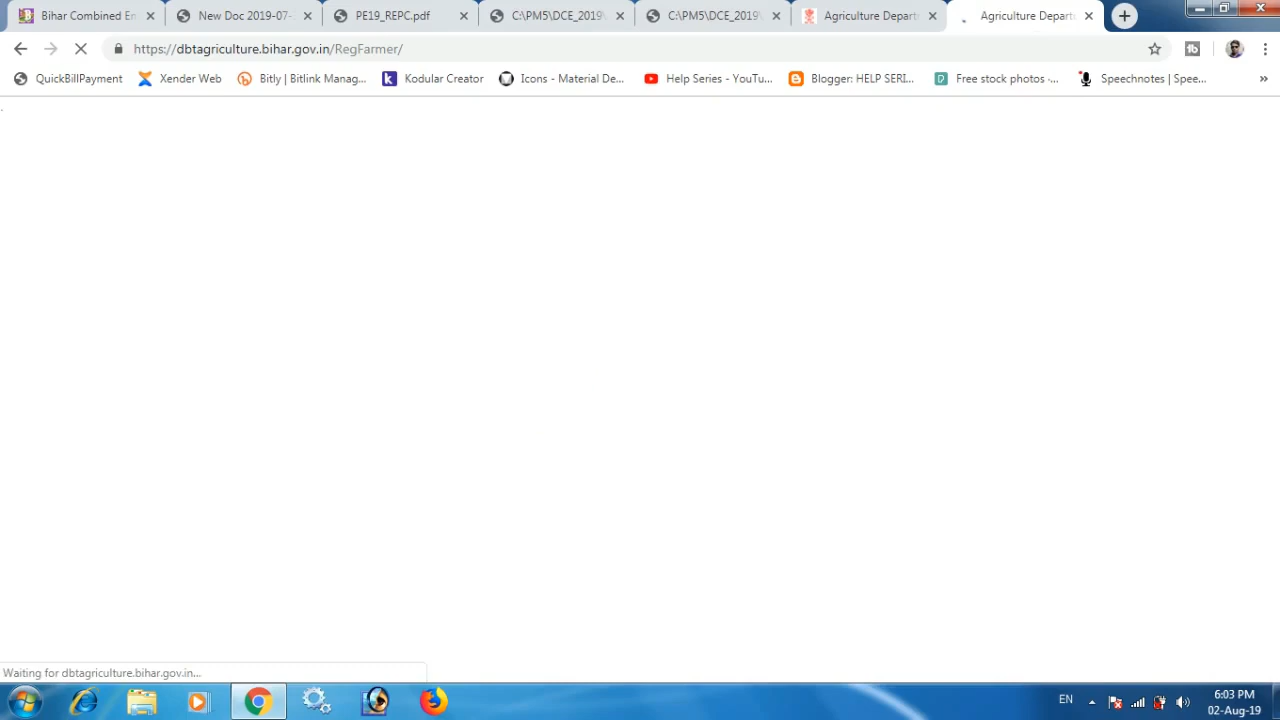 Bihar Combined En
New Doc 2019-07-
PE19_REPC.pdf
C:\PM5\DCE_2019\
C:\PM5\DCE_2019\
Agriculture Depart
Agriculture Depart
https://dbtagriculture.bihar.gov.in/RegFarmer/
QuickBillPayment
Xender Web
Bitly | Bitlink Manag...
Kodular Creator
Icons - Material De...
Help Series - YouTu...
Blogger: HELP SERI...
Free stock photos ·...
Speechnotes | Spee...
»
Waiting for dbtagriculture.bihar.gov.in...
EN
6:03 PM
02-Aug-19